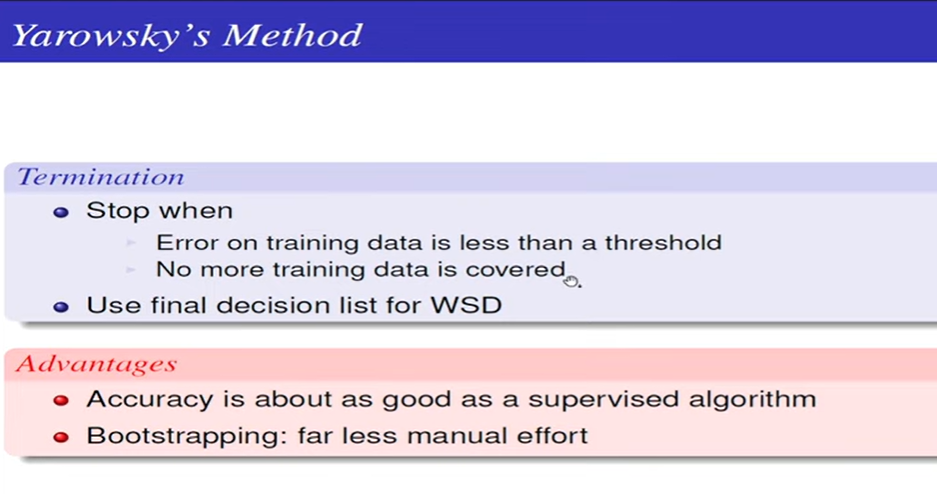 Yarowsky's Method
Termination
Stop when
Error on training data is less than a threshold
No more training data is covered
Use final decision list for WSD
Advantages
Accuracy is about as good as a supervised algorithm
Bootstrapping: far less manual effort